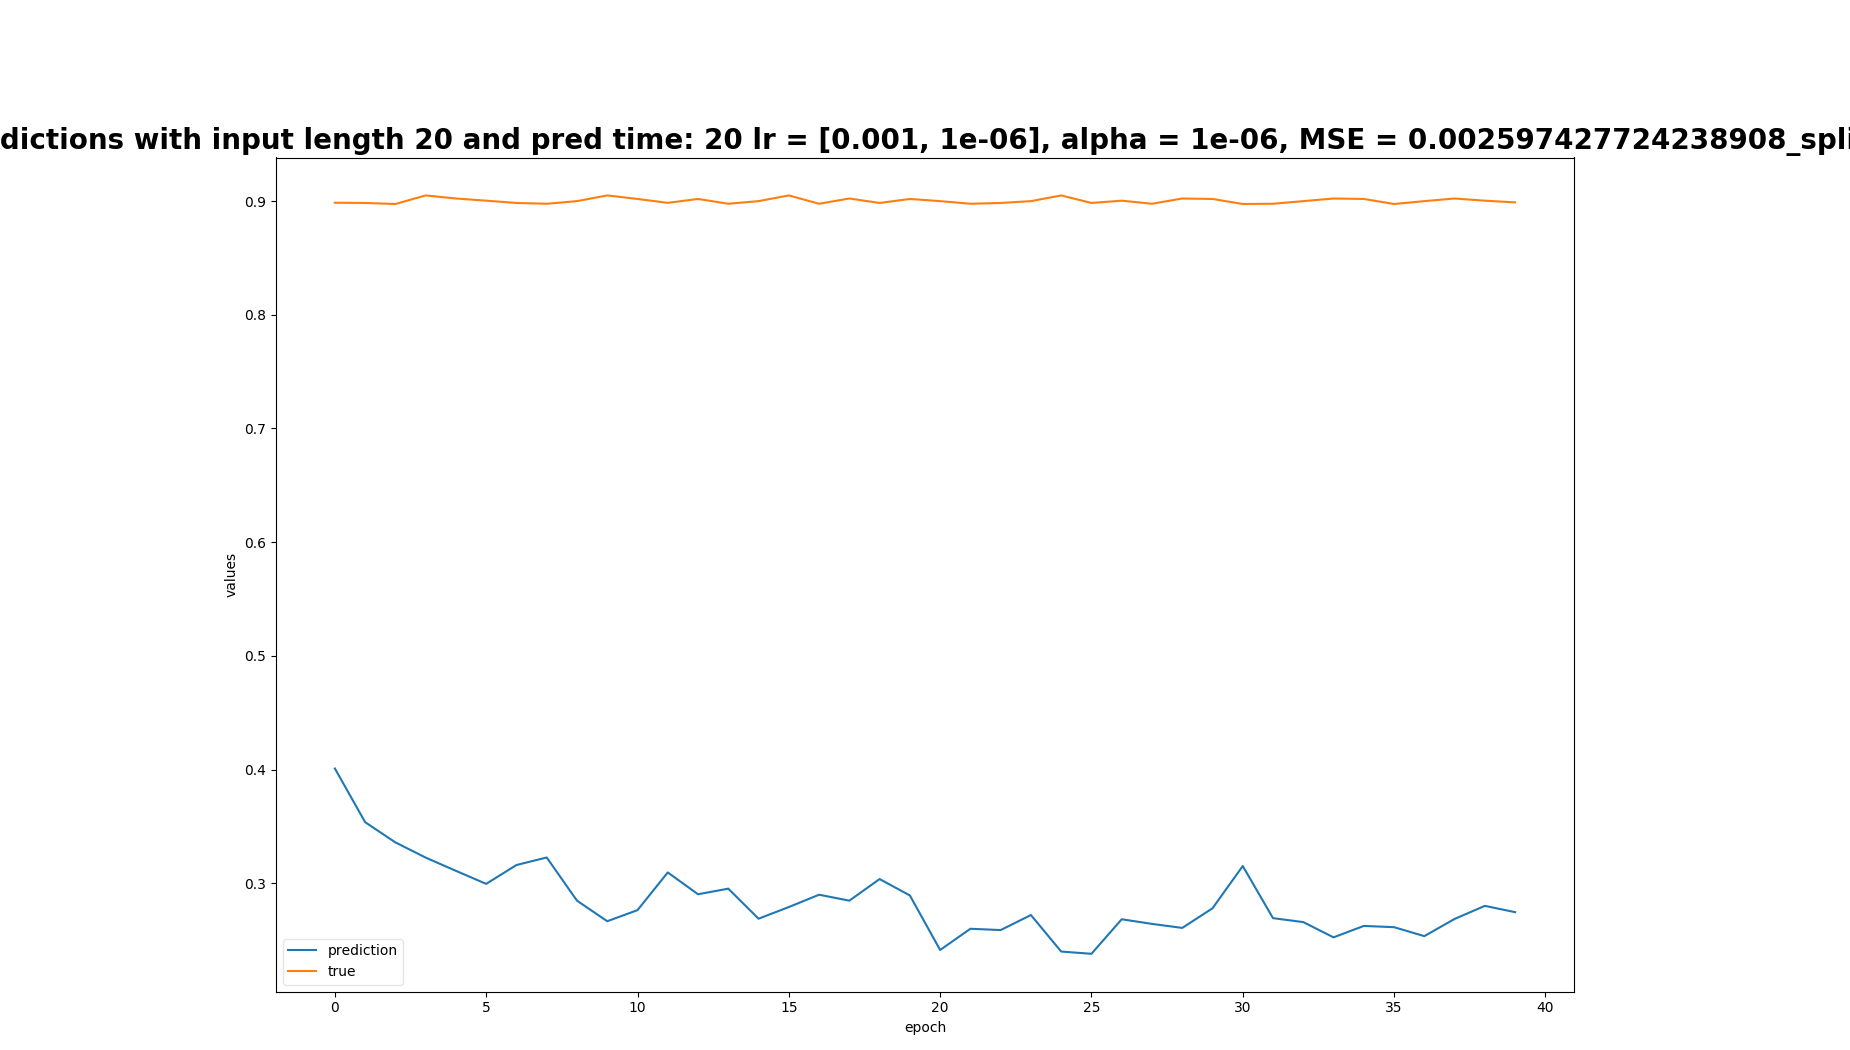 dictions with input length 20 and pred time: 20 lr = [0.001, 1e-06], alpha = 1e-06, MSE = 0.002597427724238908_spli
0.9
0.8
0.7
0.6
0.5
0.4
0.3
values
prediction
true
0 5 10 15 20 25 30 35 40
epoch